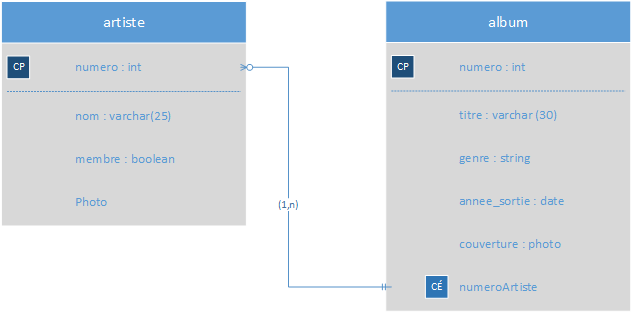 artiste
CP numero : int
nom : varchar(25)
membre : boolean
Photo
(1,n)
album
CP numero : int
titre : varchar (30)
genre : string
annee_sortie : date
couverture : photo
CÉ numeroArtiste